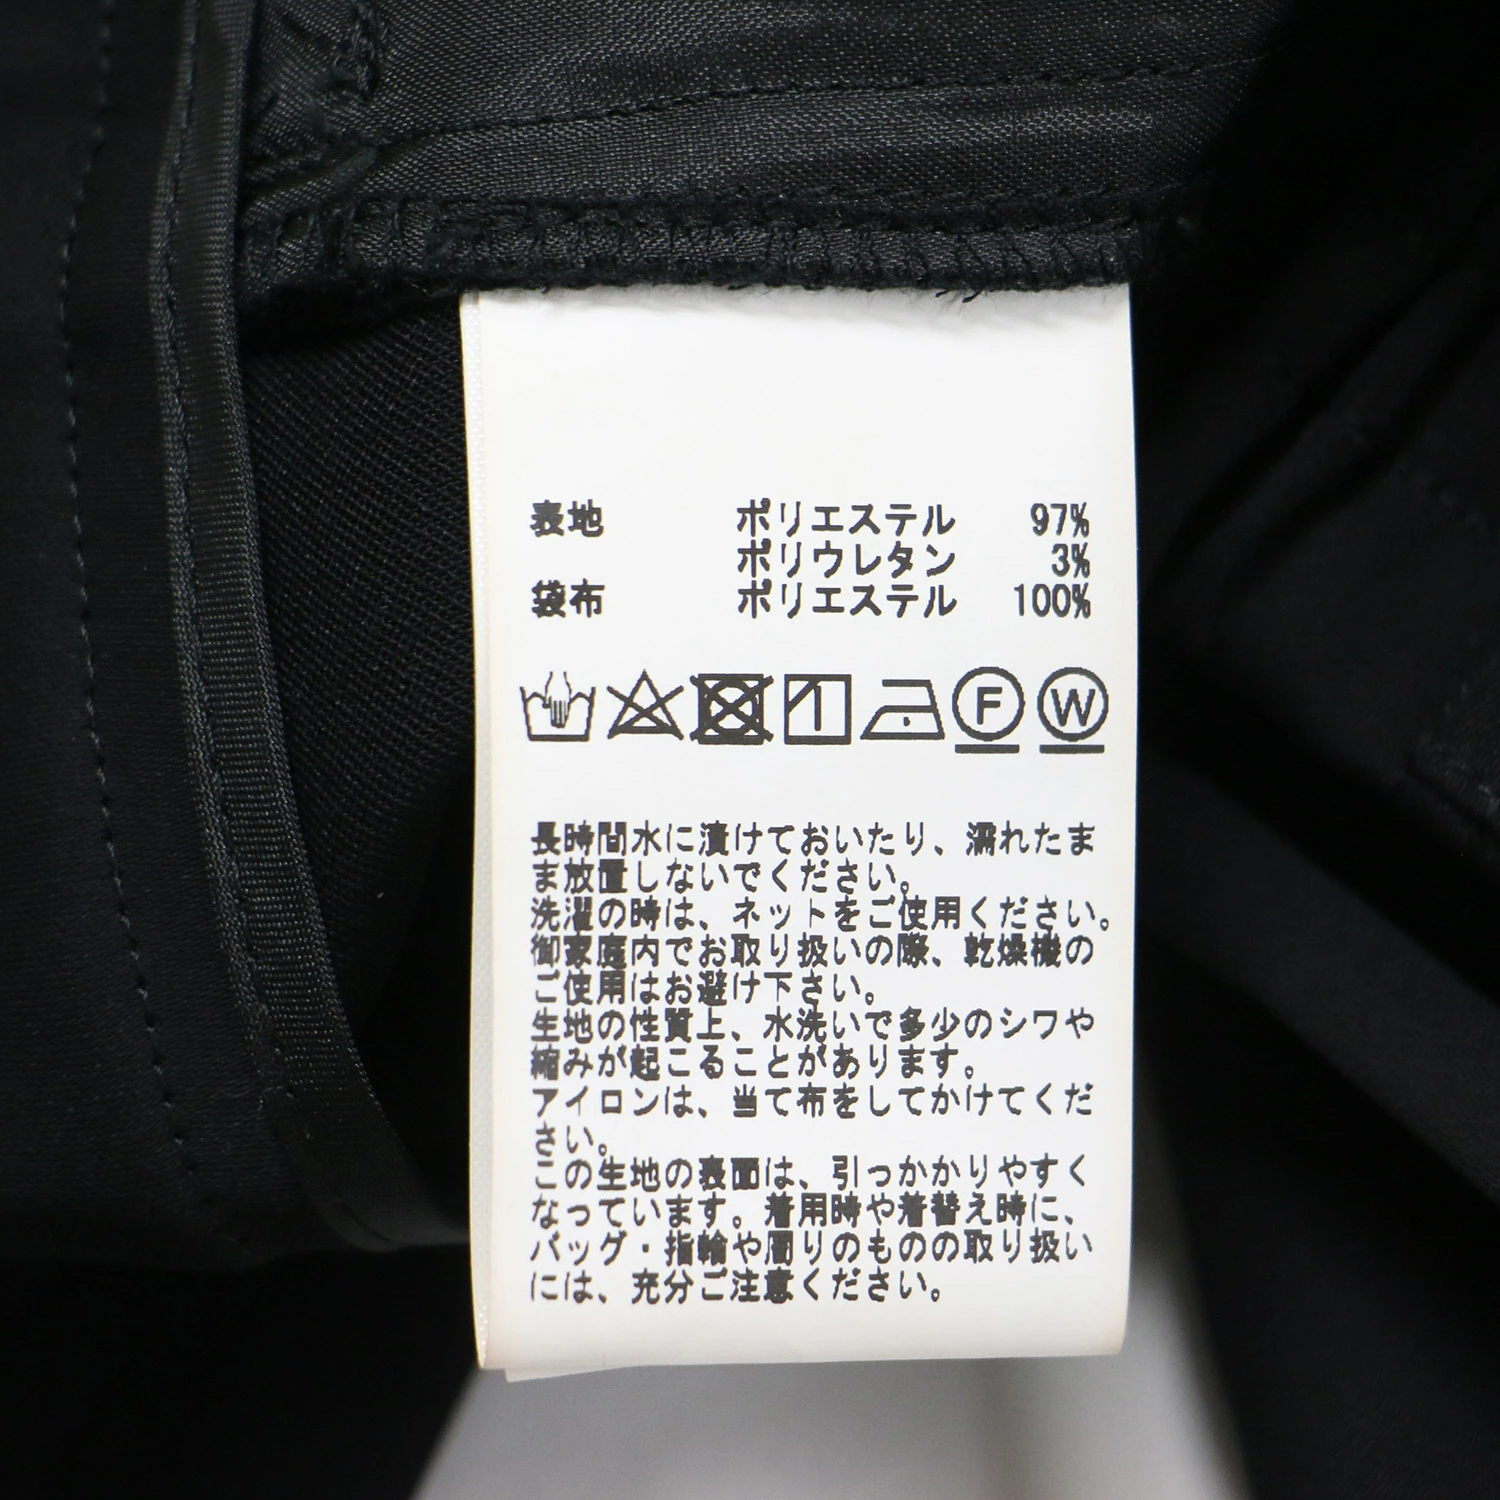 表地 ポリエステル 97%
ポリウレタン 3%
袋布 ポリエステル 100%
F W
長時間水に漬けておいたり、濡れたま
ま放置しないでください。
洗濯の時は、ネットをご使用ください。
御家庭内でお取り扱いの際、乾燥機の
ご使用はお避け下さい。
生地の性質上、水洗いで多少のシワや
縮みが起こることがあります。
アイロンは、当て布をしてかけてくだ
さい。
この生地の表面は、引っかかりやすく
なっています。着用時や着替え時に、
バッグ・指輪や周りのものの取り扱い
には、充分ご注意ください。